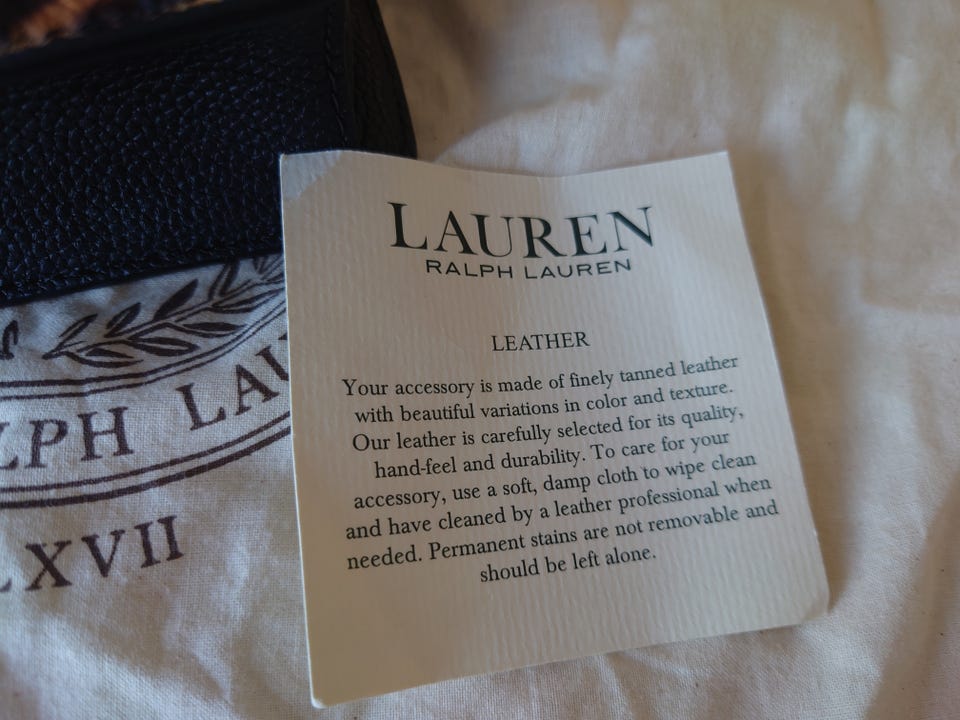 LAUREN
RALPH LAUREN
LEATHER
Your accessory is made of finely tanned leather
with beautiful variations in color and texture.
Our leather is carefully selected for its quality,
hand-feel and durability. To care for your
accessory, use a soft, damp cloth to wipe clean
and have cleaned by a leather professional when
needed. Permanent stains are not removable and
should be left alone.
LPH LAU
LXVII